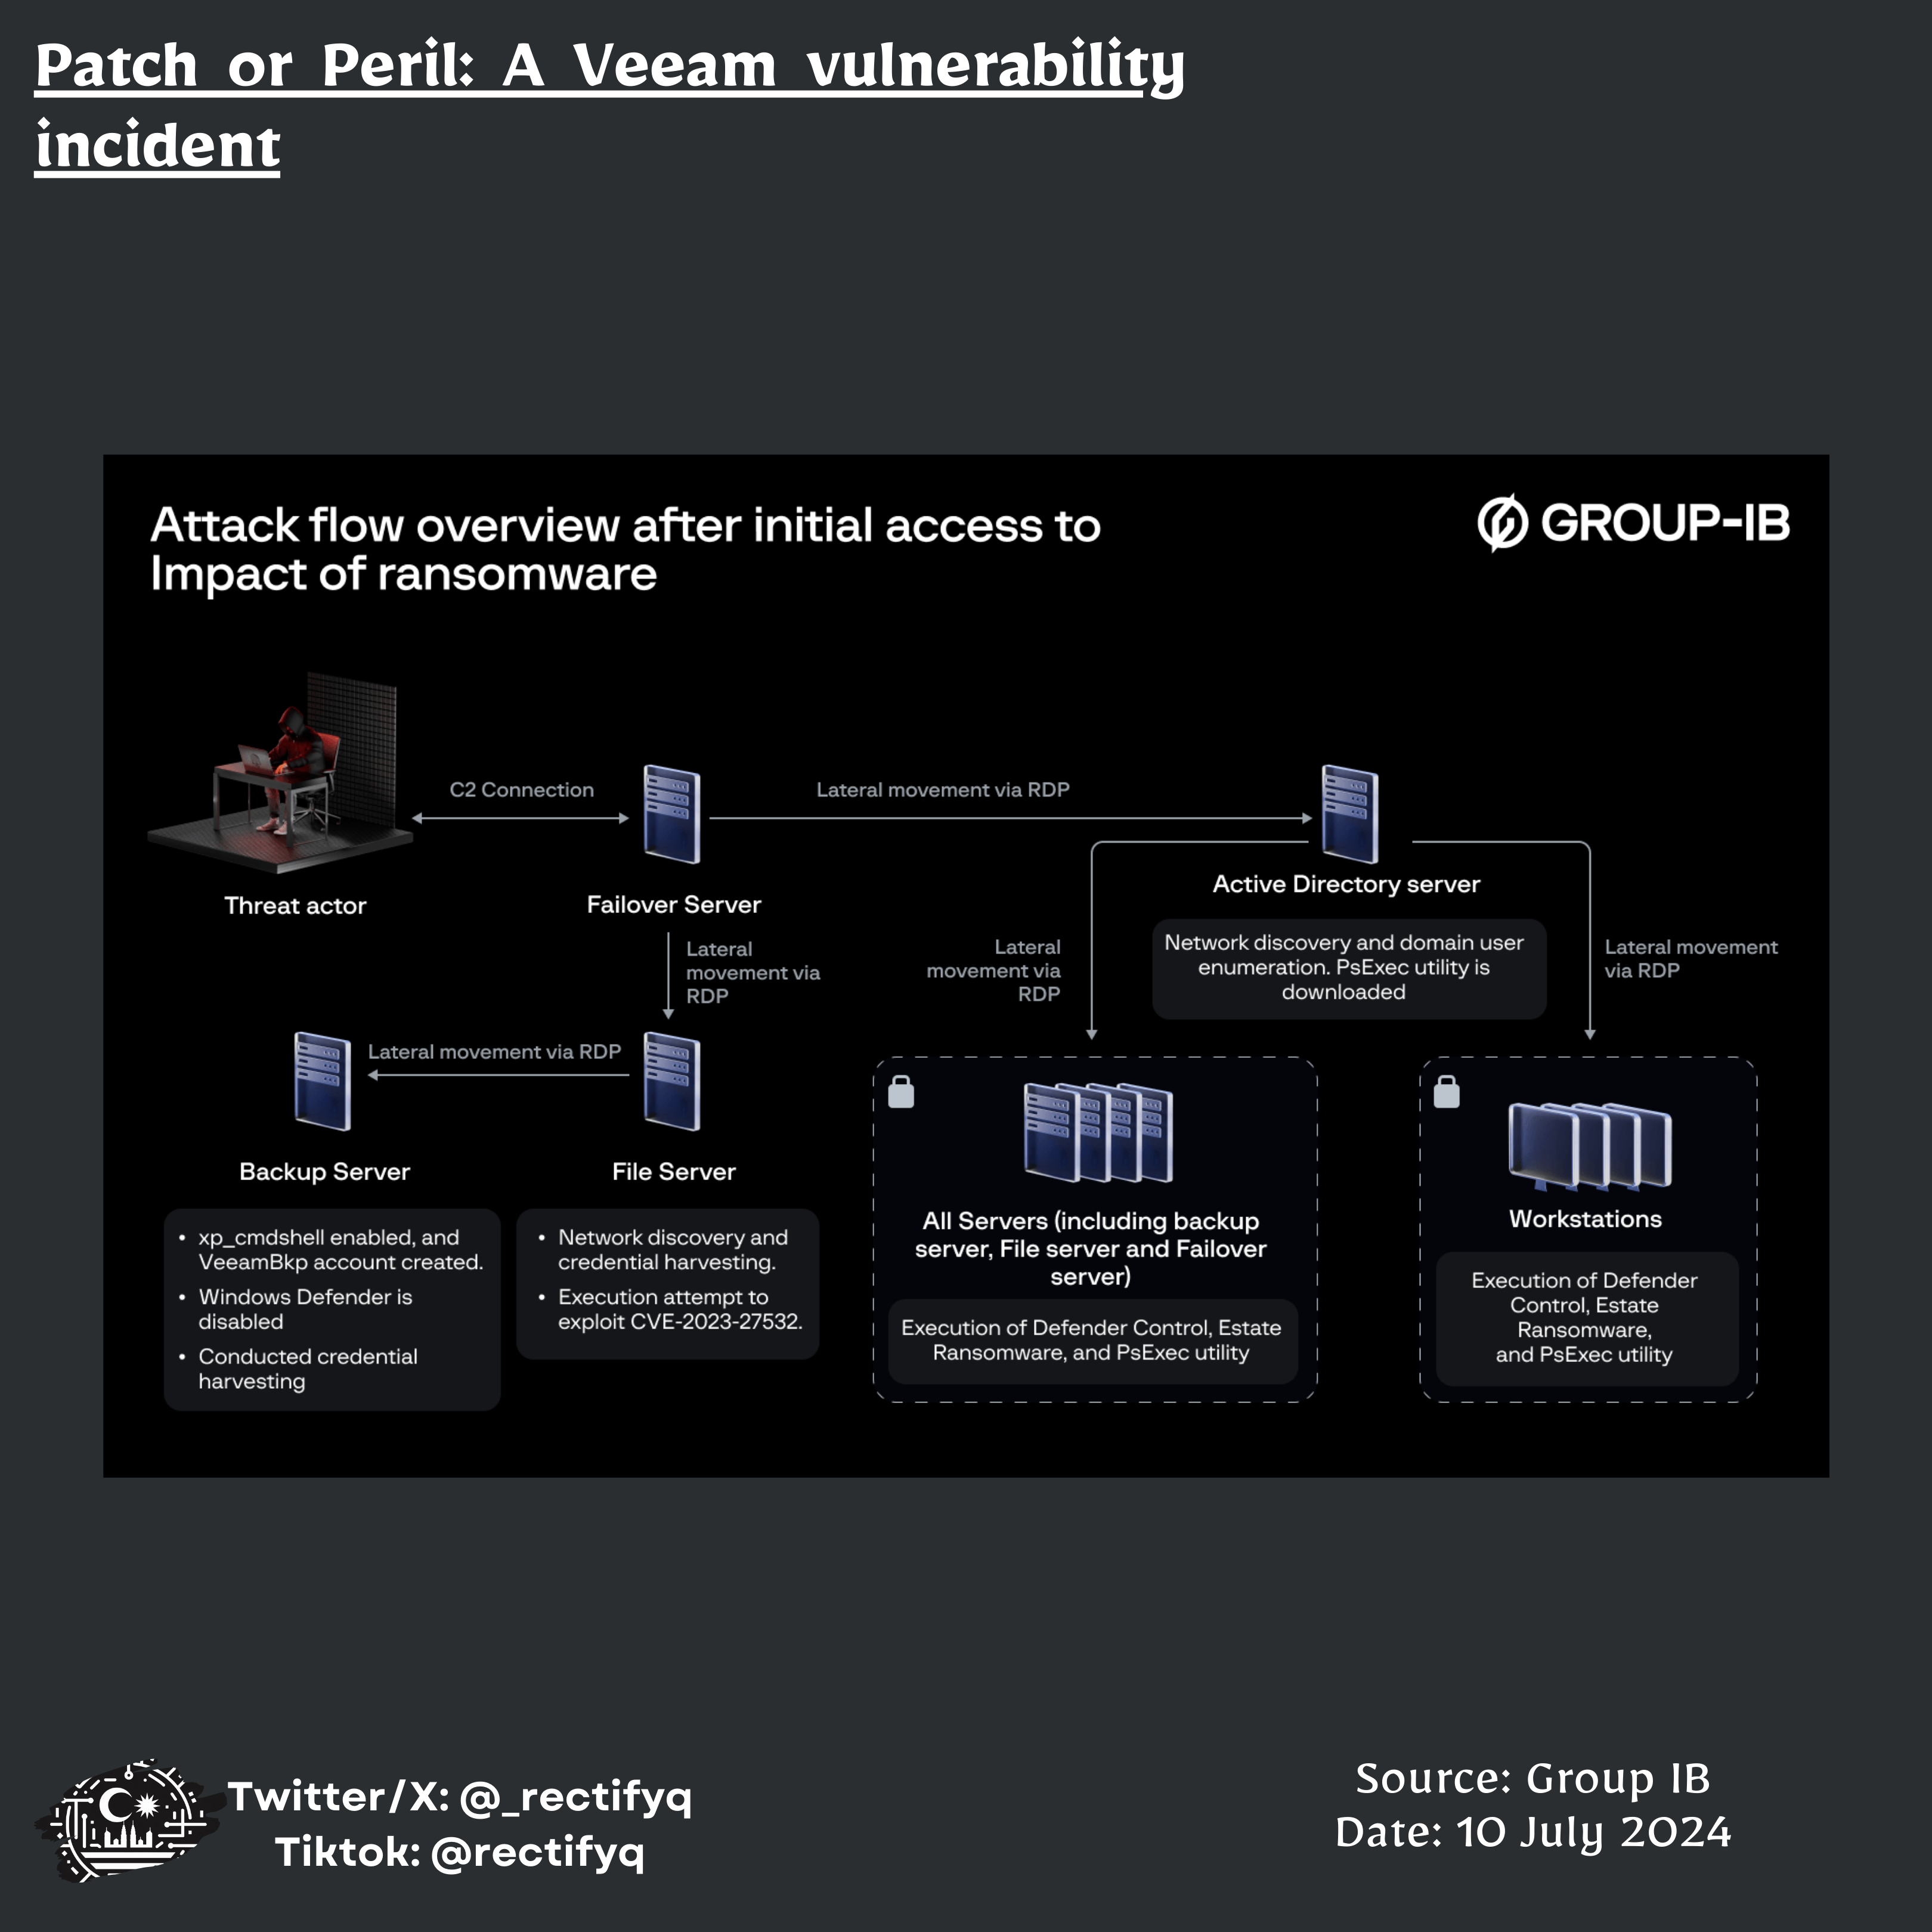 Patch or Peril: A Veeam vulnerability
incident
Attack flow overview after initial access to
Impact of ransomware
GROUP-IB
C2 Connection
Lateral movement via RDP
Threat actor
Failover Server
Active Directory server
Network discovery and domain user
enumeration. PsExec utility is
downloaded
Lateral
movement via
RDP
Lateral
movement via
RDP
Lateral movement
via RDP
Lateral movement via RDP
Backup Server
File Server
• xp_cmdshell enabled, and
VeeamBkp account created.
• Windows Defender is
disabled
• Conducted credential
harvesting
• Network discovery and
credential harvesting.
• Execution attempt to
exploit CVE-2023-27532.
All Servers (including backup
server, File server and Failover
server)
Execution of Defender Control, Estate
Ransomware, and PsExec utility
Workstations
Execution of Defender
Control, Estate
Ransomware,
and PsExec utility
Twitter/X: @_rectifyq
Tiktok: @rectifyq
Source: Group IB
Date: 10 July 2024